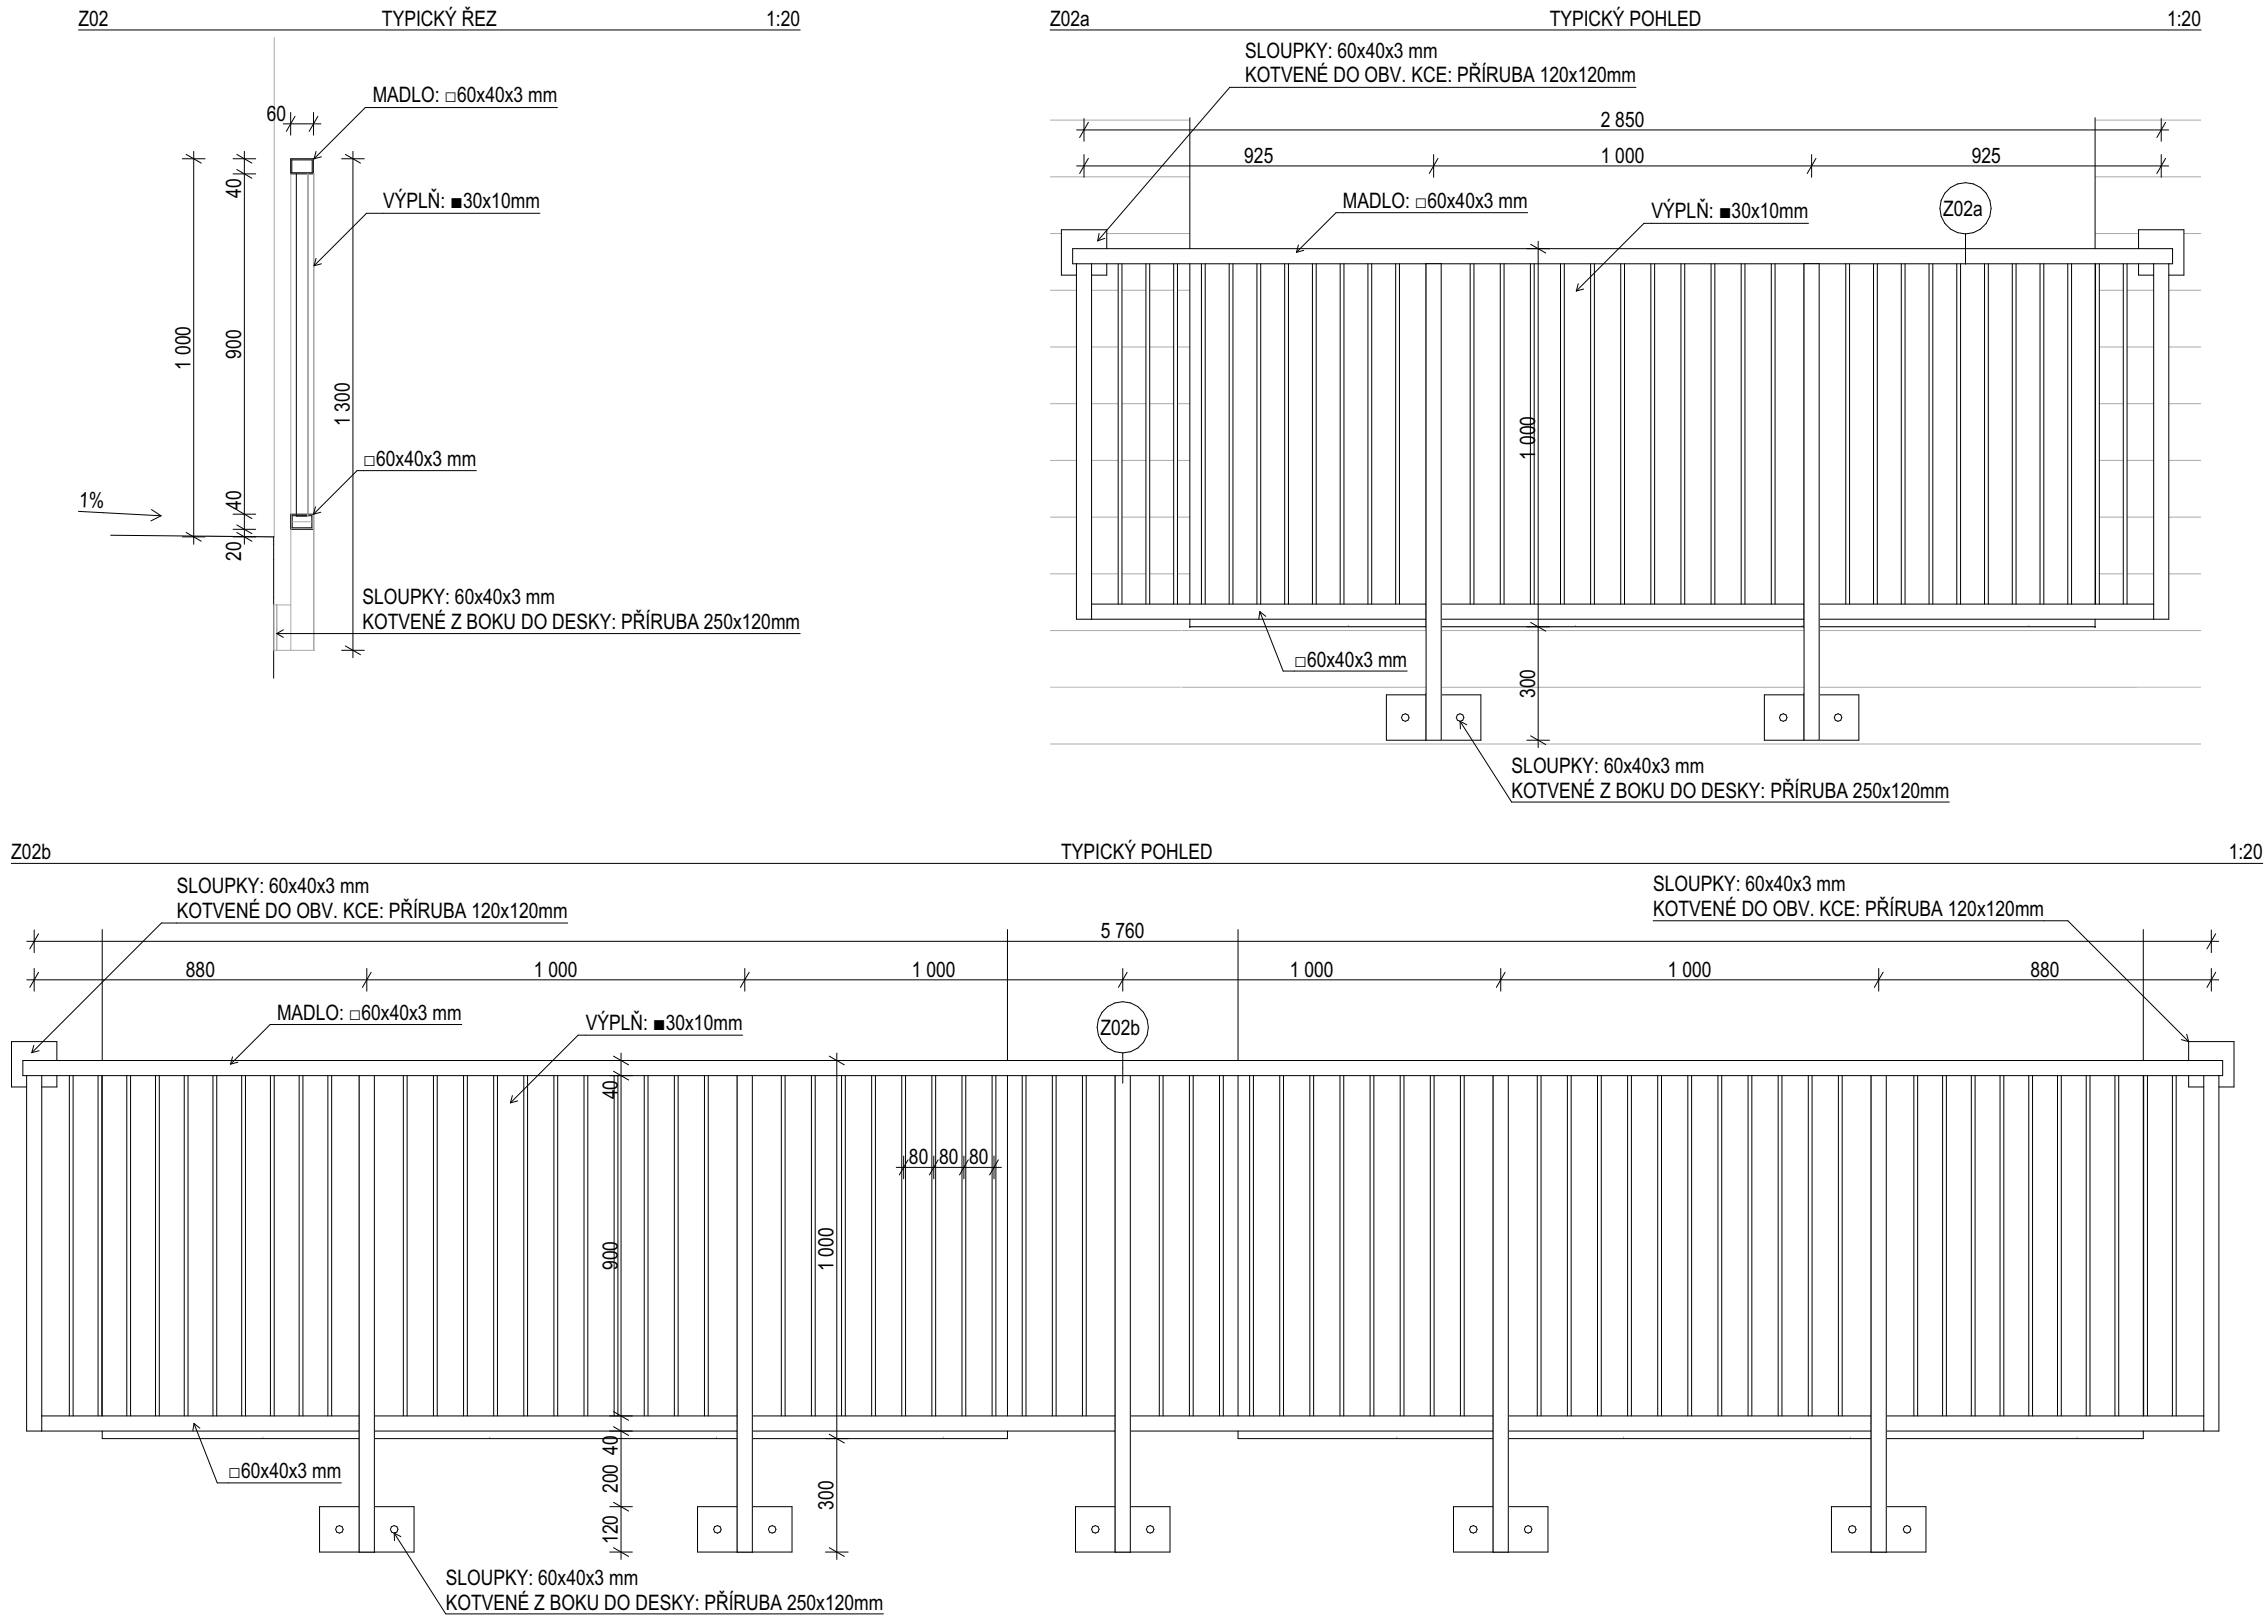 Z02 TYPICKÝ ŘEZ 1:20
MADLO: □60x40x3 mm
60
40
VÝPLŇ: ■30x10mm
1 000
900
1 300
□60x40x3 mm
1%
40
20
SLOUPKY: 60x40x3 mm
KOTVENÉ Z BOKU DO DESKY: PŘÍRUBA 250x120mm
Z02a TYPICKÝ POHLED 1:20
SLOUPKY: 60x40x3 mm
KOTVENÉ DO OBV. KCE: PŘÍRUBA 120x120mm
2 850
925 1 000 925
MADLO: □60x40x3 mm
VÝPLŇ: ■30x10mm
Z02a
1 000
□60x40x3 mm
300
SLOUPKY: 60x40x3 mm
KOTVENÉ Z BOKU DO DESKY: PŘÍRUBA 250x120mm
Z02b TYPICKÝ POHLED 1:20
SLOUPKY: 60x40x3 mm
KOTVENÉ DO OBV. KCE: PŘÍRUBA 120x120mm
SLOUPKY: 60x40x3 mm
KOTVENÉ DO OBV. KCE: PŘÍRUBA 120x120mm
5 760
880 1 000 1 000 1 000 1 000 880
MADLO: □60x40x3 mm
VÝPLŇ: ■30x10mm
Z02b
40
80 80 80
900
1 000
40
□60x40x3 mm
200
300
120
SLOUPKY: 60x40x3 mm
KOTVENÉ Z BOKU DO DESKY: PŘÍRUBA 250x120mm